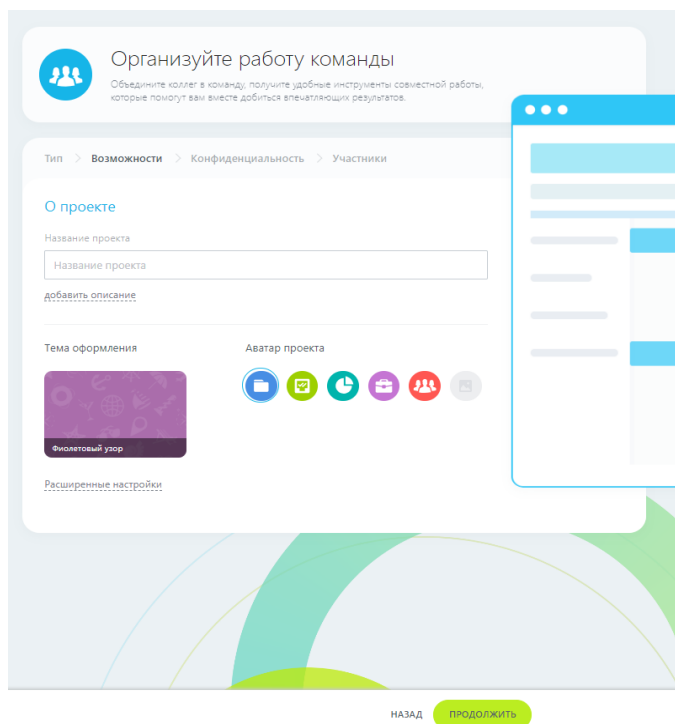 Организуйте работу команды
Объедините коллег в команду, получите удобные инструменты совместной работы,
которые помогут вам вместе добиться впечатляющих результатов.
Тип > Возможности > Конфиденциальность > Участники
О проекте
Название проекта
Название проекта
добавить описание
Тема оформления
Аватар проекта
Фиолетовый узор
Расширенные настройки
НАЗАД
ПРОДОЛЖИТЬ